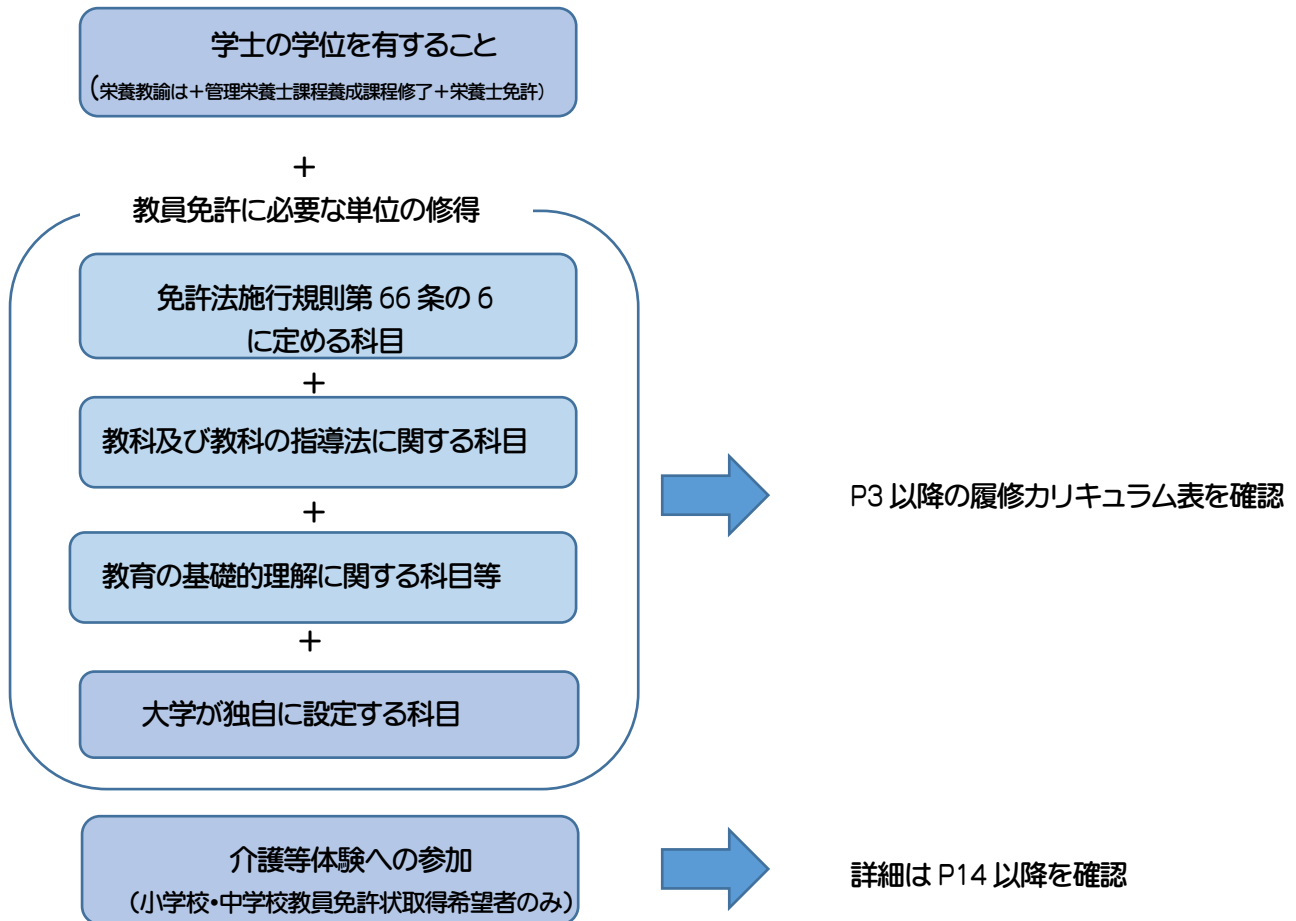 学士の学位を有すること
(栄養教諭は+管理栄養士課程養成課程修了+栄養士免許)
+
教員免許に必要な単位の修得
免許法施行規則第 66 条の 6
に定める科目
+
教科及び教科の指導法に関する科目
+
P3 以降の履修カリキュラム表を確認
教育の基礎的理解に関する科目等
+
大学が独自に設定する科目
介護等体験への参加
(小学校・中学校教員免許状取得希望者のみ)
詳細は P14 以降を確認